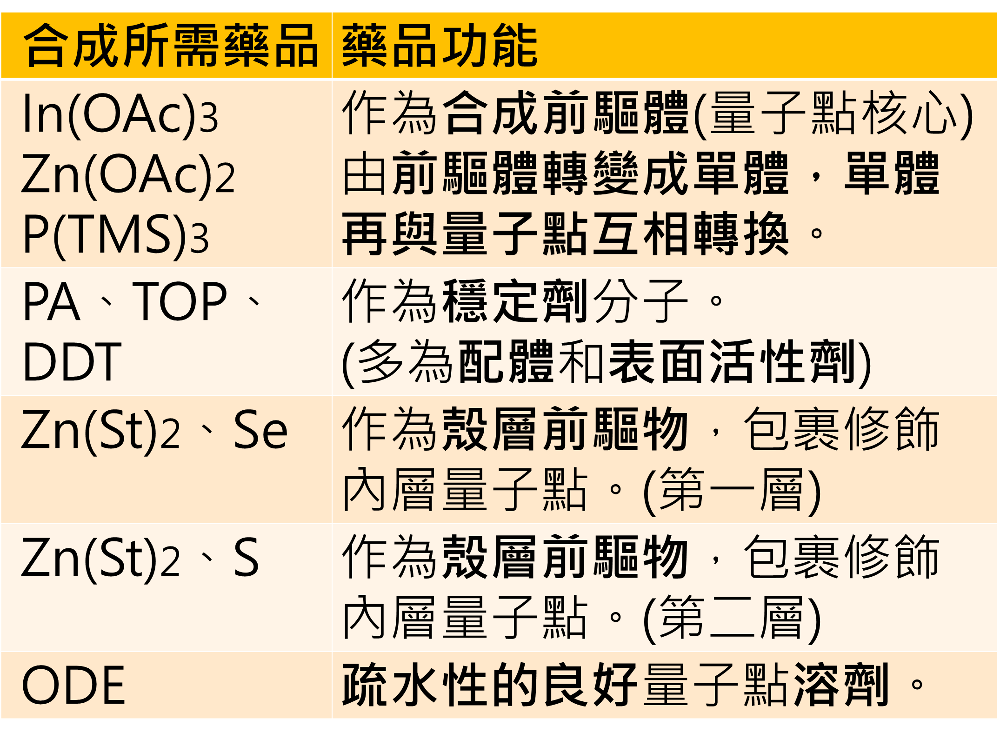 合成所需藥品 藥品功能
In(OAc)3 作為合成前驅體(量子點核心)
Zn(OAc)2 由前驅體轉變成單體，單體
P(TMS)3 再與量子點互相轉換。
PA、TOP、 作為穩定劑分子。
DDT (多為配體和表面活性劑)
Zn(St)2、Se 作為殼層前驅物，包裹修飾
內層量子點。(第一層)
Zn(St)2、S 作為殼層前驅物，包裹修飾
內層量子點。(第二層)
ODE 疏水性的良好量子點溶劑。